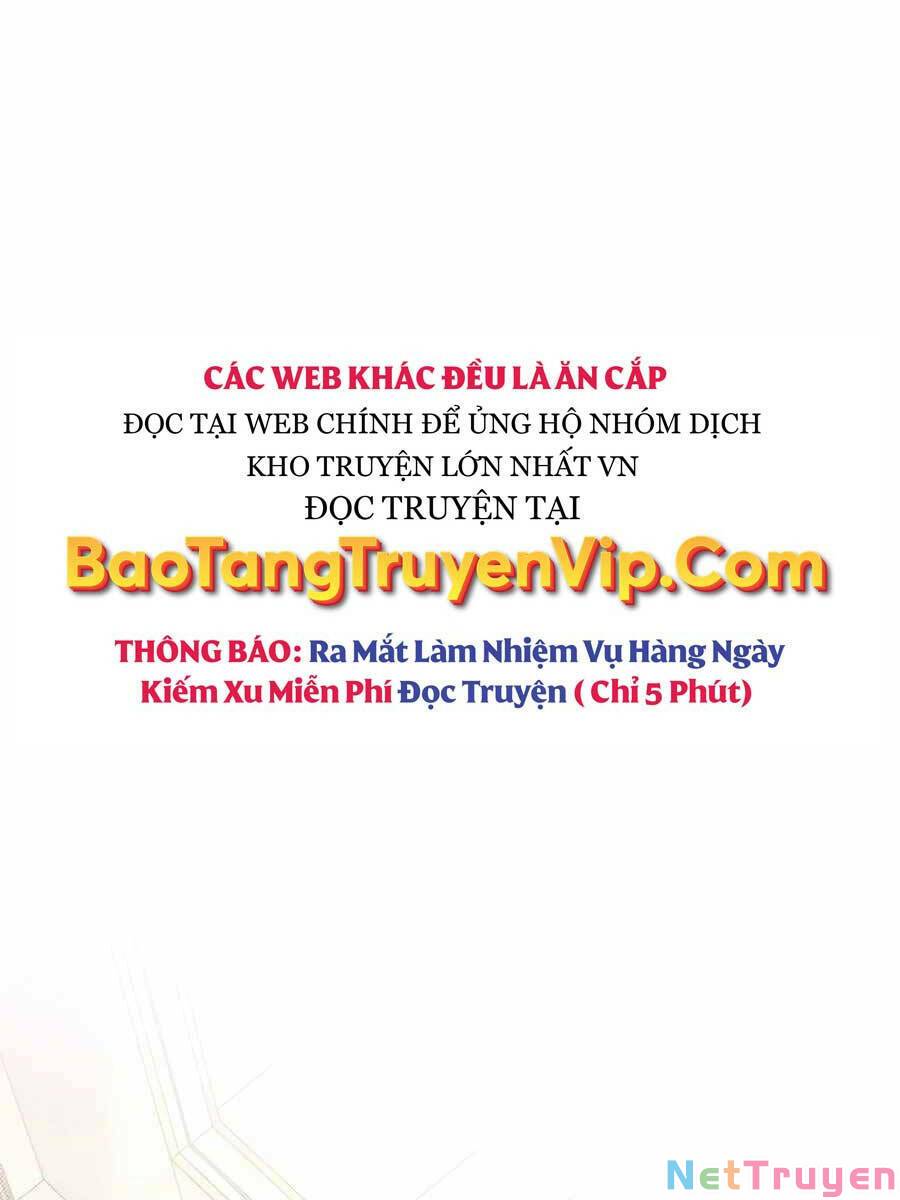 CÁC WEB KHÁC ĐỀU LÀ ĂN CẮP
ĐỌC TẠI WEB CHÍNH ĐỂ ỦNG HỘ NHÓM DỊCH
KHO TRUYỆN LỚN NHẤT VN
ĐỌC TRUYỆN TẠI
BaoTangTruyenVip.Com
THÔNG BÁO: Ra Mắt Làm Nhiệm Vụ Hàng Ngày
Kiếm Xu Miễn Phí Đọc Truyện ( Chỉ 5 Phút)
NetTruyen